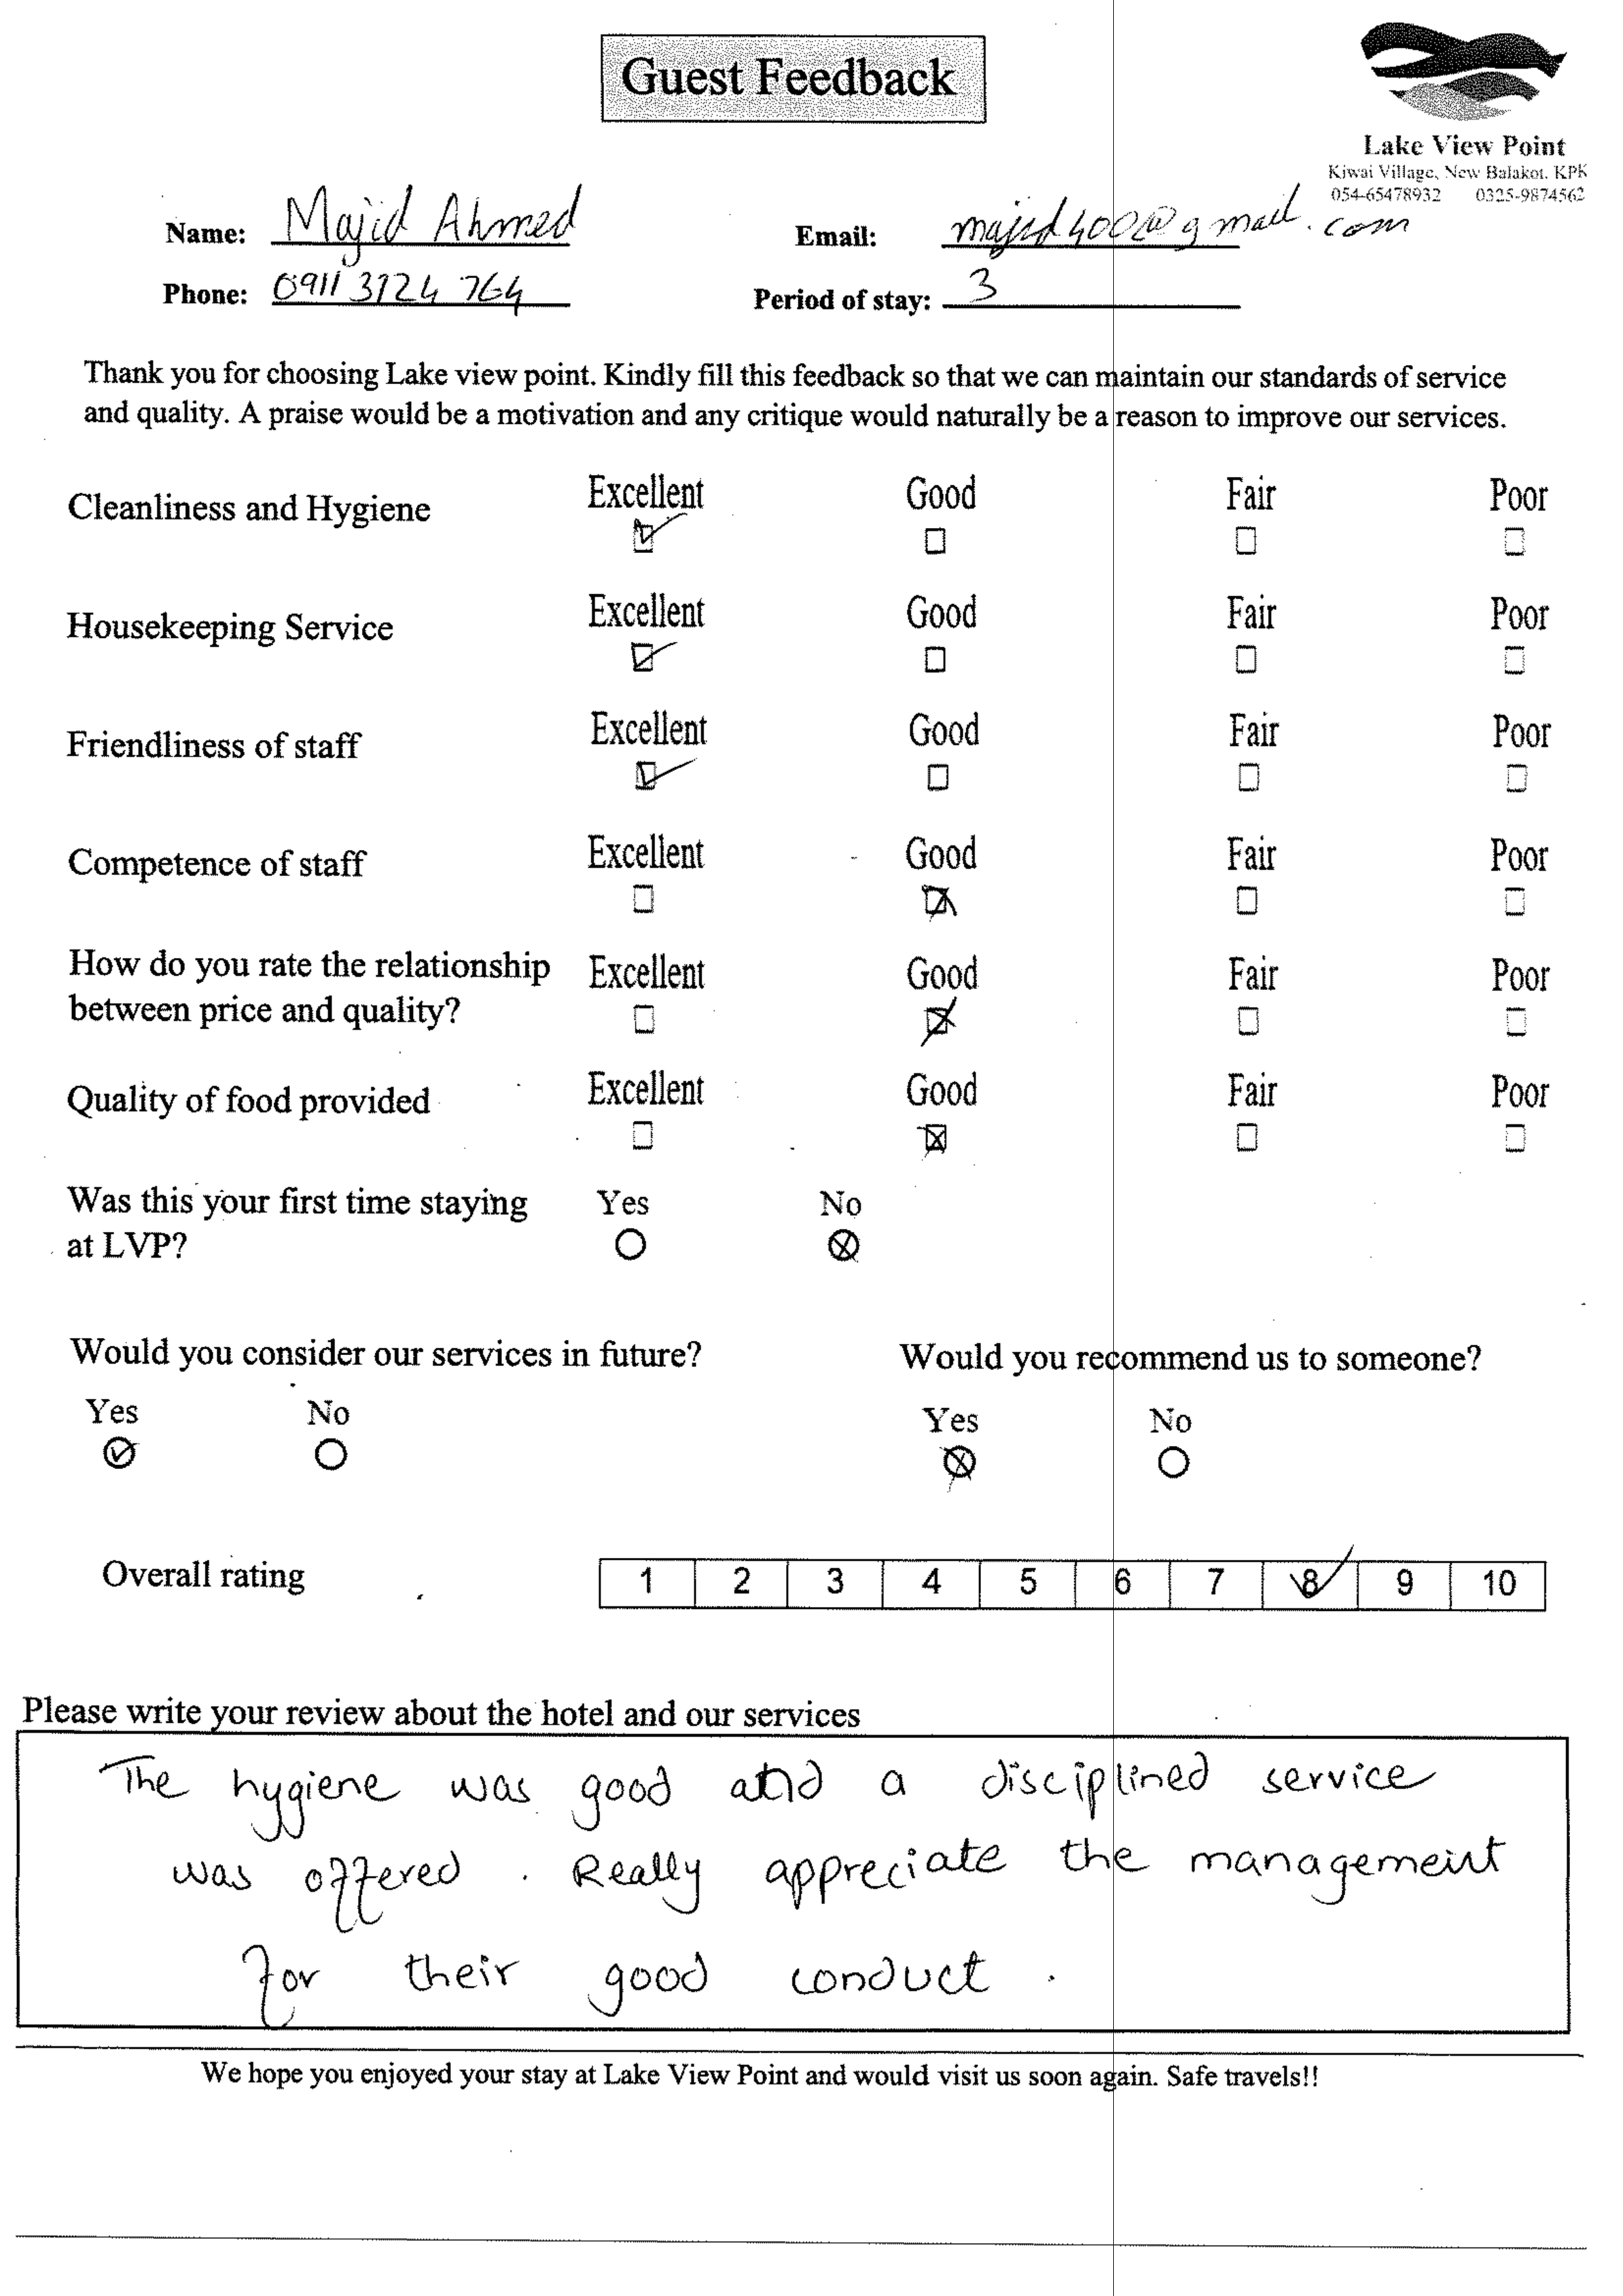 Guest Feedback
Lake View Point
Kiwai Village, New Balakot. KPK
054-65478932 0325-9874562
Name: Majid Ahmed Email: majid400@gmail.com
Phone: 0911 3124 764 Period of stay: 3
Thank you for choosing Lake view point. Kindly fill this feedback so that we can maintain our standards of service
and quality. A praise would be a motivation and any critique would naturally be a reason to improve our services.
Cleanliness and Hygiene Excellent Good Fair Poor
Housekeeping Service Excellent Good Fair Poor
Friendliness of staff Excellent Good Fair Poor
Competence of staff Excellent Good Fair Poor
How do you rate the relationship Excellent Good Fair Poor
between price and quality?
Quality of food provided Excellent Good Fair Poor
Was this your first time staying Yes No
at LVP?
Would you consider our services in future? Would you recommend us to someone?
Yes No Yes No
Overall rating 1 2 3 4 5 6 7 8 9 10
Please write your review about the hotel and our services
The hygiene was good and a disciplined service
was offered. Really appreciate the management
for their good conduct.
We hope you enjoyed your stay at Lake View Point and would visit us soon again. Safe travels!!